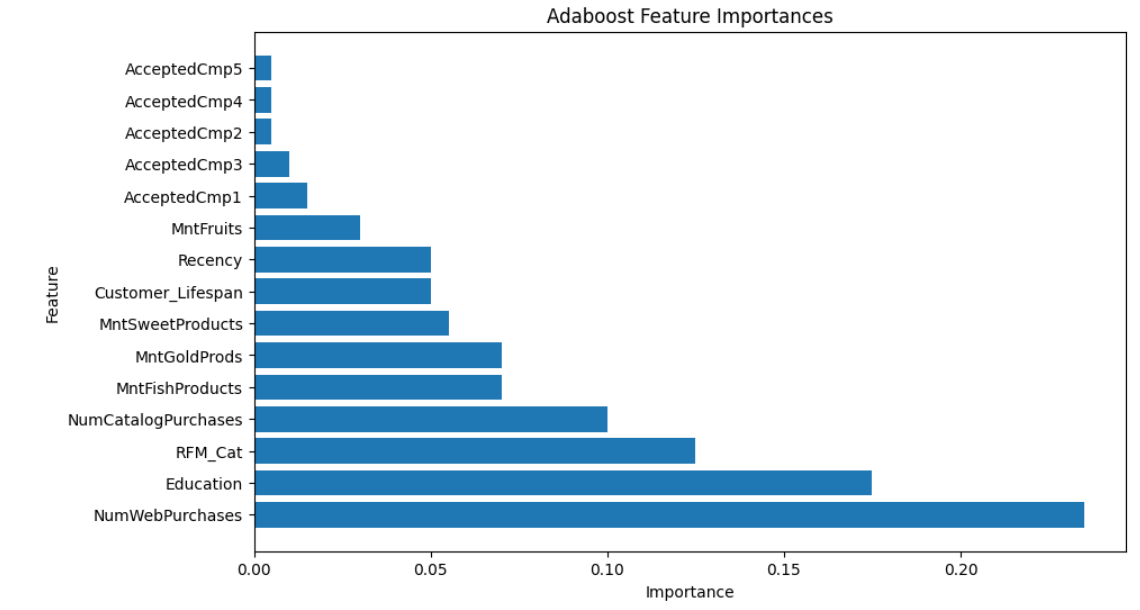 Adaboost Feature Importances
AcceptedCmp5
AcceptedCmp4
AcceptedCmp2
AcceptedCmp3
AcceptedCmp1
MntFruits
Recency
Customer_Lifespan
MntSweetProducts
MntGoldProds
MntFishProducts
NumCatalogPurchases
RFM_Cat
Education
NumWebPurchases
Feature
0.00 0.05 0.10 0.15 0.20
Importance